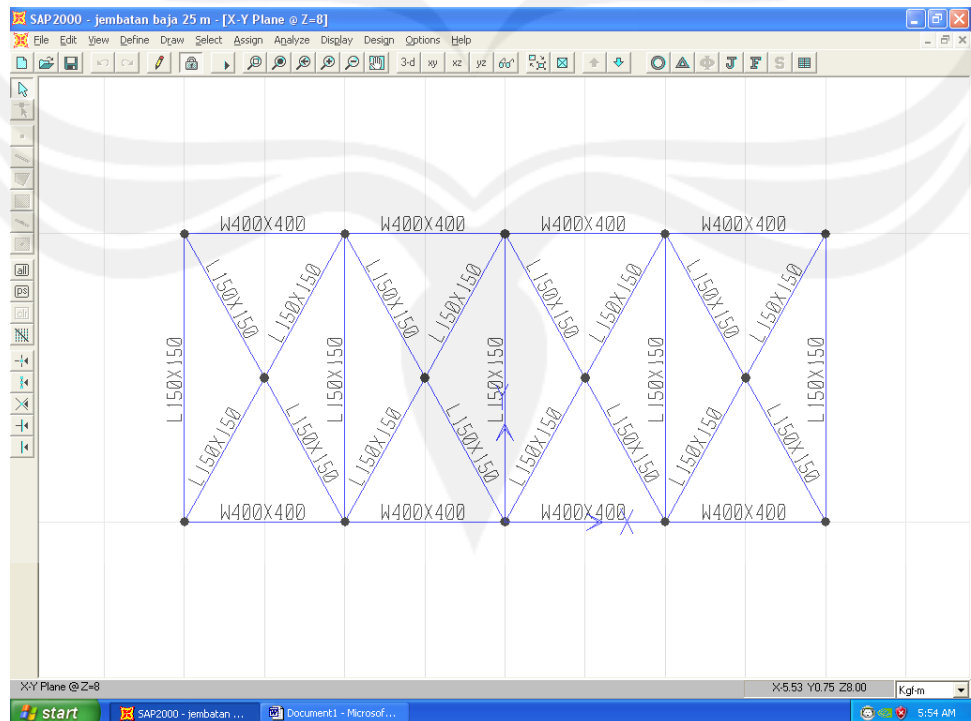 SAP2000 - jembatan baja 25 m - [X-Y Plane @ Z=8]
File Edit View Define Draw Select Assign Analyze Display Design Options Help
3-d xy xz yz J F S
all
ps
clr
W400X400 W400X400 W400X400 W400X400
L150X150 L150X150 L150X150 L150X150 L150X150 L150X150 L150X150 L150X150
L150X150 L150X150 L150X150 L150X150 L150X150
Y
L150X150 L150X150 L150X150 L150X150 L150X150 L150X150 L150X150 L150X150
W400X400 W400X400 W400X400 W400X400
X
X-Y Plane @ Z=8 X-5.53 Y0.75 Z8.00 Kgf-m
start SAP2000 - jembatan ... Document1 - Microsof... 5:54 AM